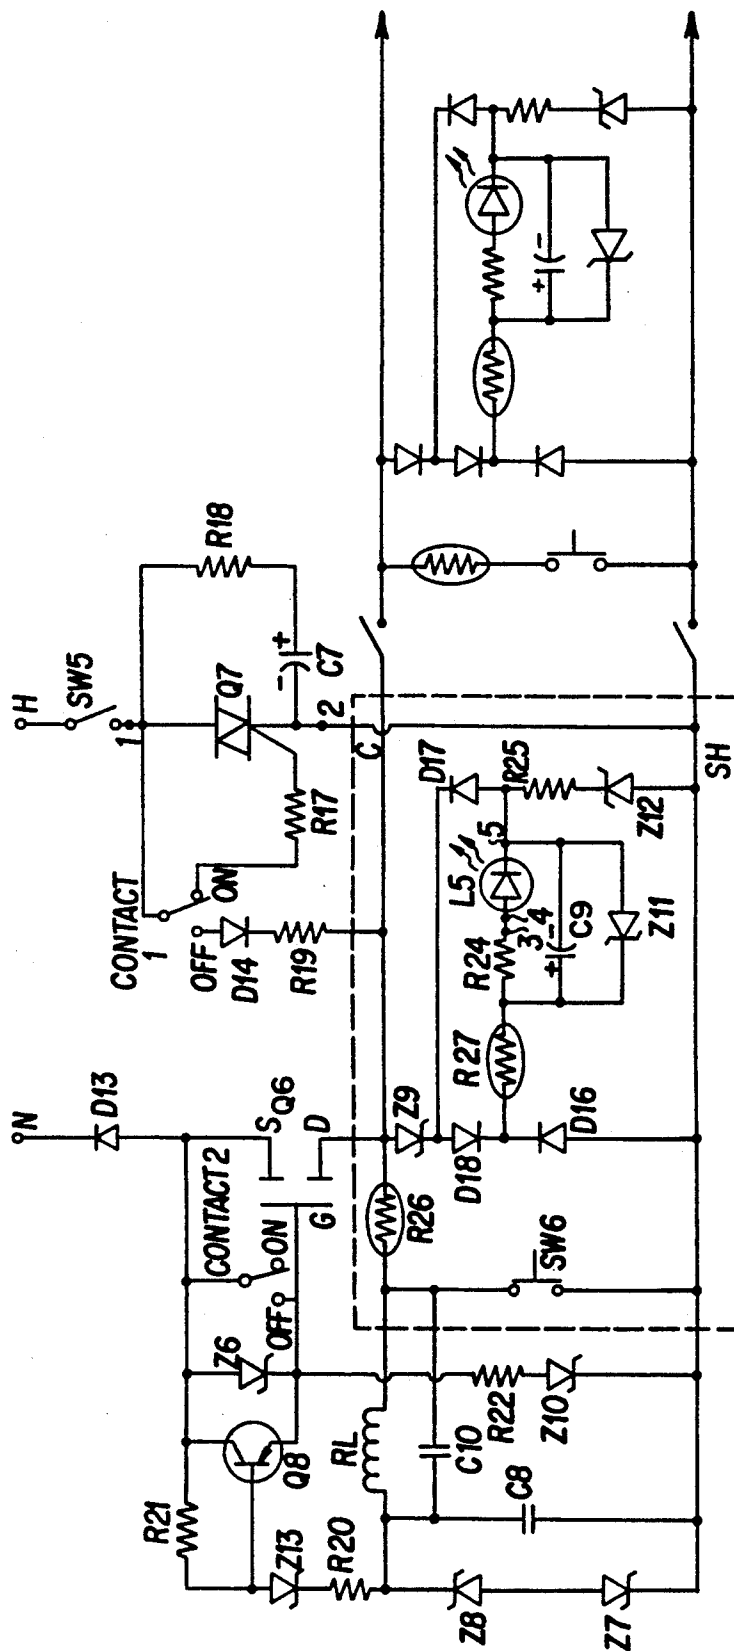 N
H
D13
SW5
1
CONTACT
1
ON
OFF
D14
R19
R17
Q7
R18
C7
+
-
2
CONTACT 2
ON
OFF
S
Q6
D
G
Z6
Q8
R21
Z13
R20
RL
C10
C8
R22
Z10
Z8
Z7
C
R26
SW6
Z9
D18
D16
R27
R24
3
4
L5
5
+
-
C9
Z11
D17
R25
Z12
SH
+
-